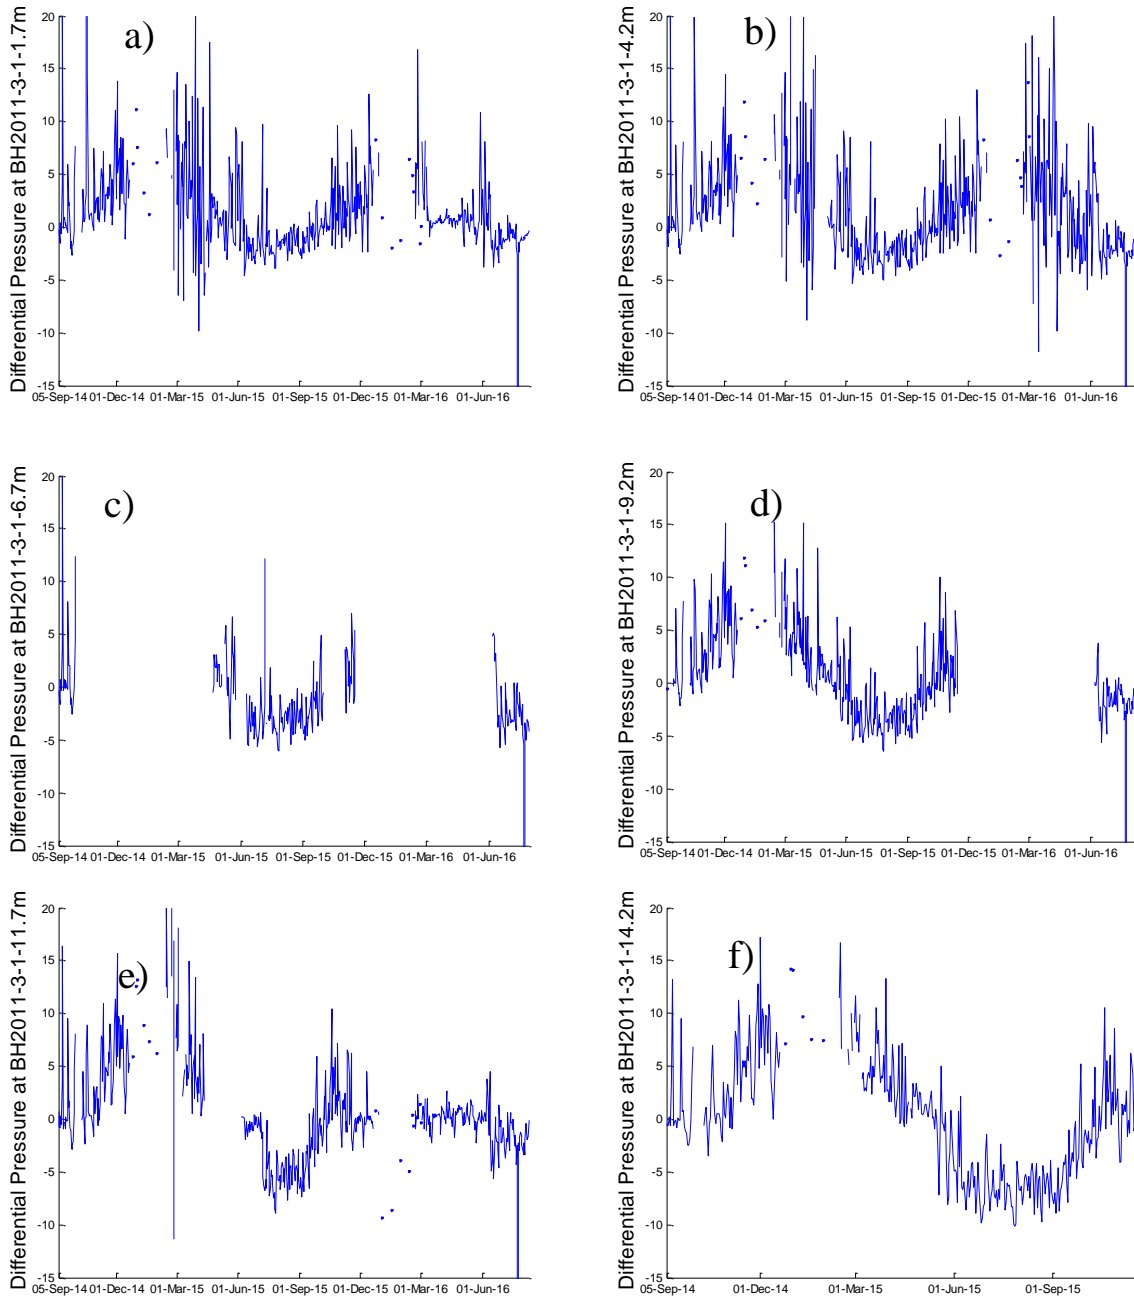 Differential Pressure at BH2011-3-1-1.7m
a)
20
15
10
5
0
-5
-10
-15
05-Sep-14 01-Dec-14 01-Mar-15 01-Jun-15 01-Sep-15 01-Dec-15 01-Mar-16 01-Jun-16
Differential Pressure at BH2011-3-1-4.2m
b)
20
15
10
5
0
-5
-10
-15
05-Sep-14 01-Dec-14 01-Mar-15 01-Jun-15 01-Sep-15 01-Dec-15 01-Mar-16 01-Jun-16
Differential Pressure at BH2011-3-1-6.7m
c)
20
15
10
5
0
-5
-10
-15
05-Sep-14 01-Dec-14 01-Mar-15 01-Jun-15 01-Sep-15 01-Dec-15 01-Mar-16 01-Jun-16
Differential Pressure at BH2011-3-1-9.2m
d)
20
15
10
5
0
-5
-10
-15
05-Sep-14 01-Dec-14 01-Mar-15 01-Jun-15 01-Sep-15 01-Dec-15 01-Mar-16 01-Jun-16
Differential Pressure at BH2011-3-1-11.7m
e)
20
15
10
5
0
-5
-10
-15
05-Sep-14 01-Dec-14 01-Mar-15 01-Jun-15 01-Sep-15 01-Dec-15 01-Mar-16 01-Jun-16
Differential Pressure at BH2011-3-1-14.2m
f)
20
15
10
5
0
-5
-10
-15
05-Sep-14 01-Dec-14 01-Mar-15 01-Jun-15 01-Sep-15